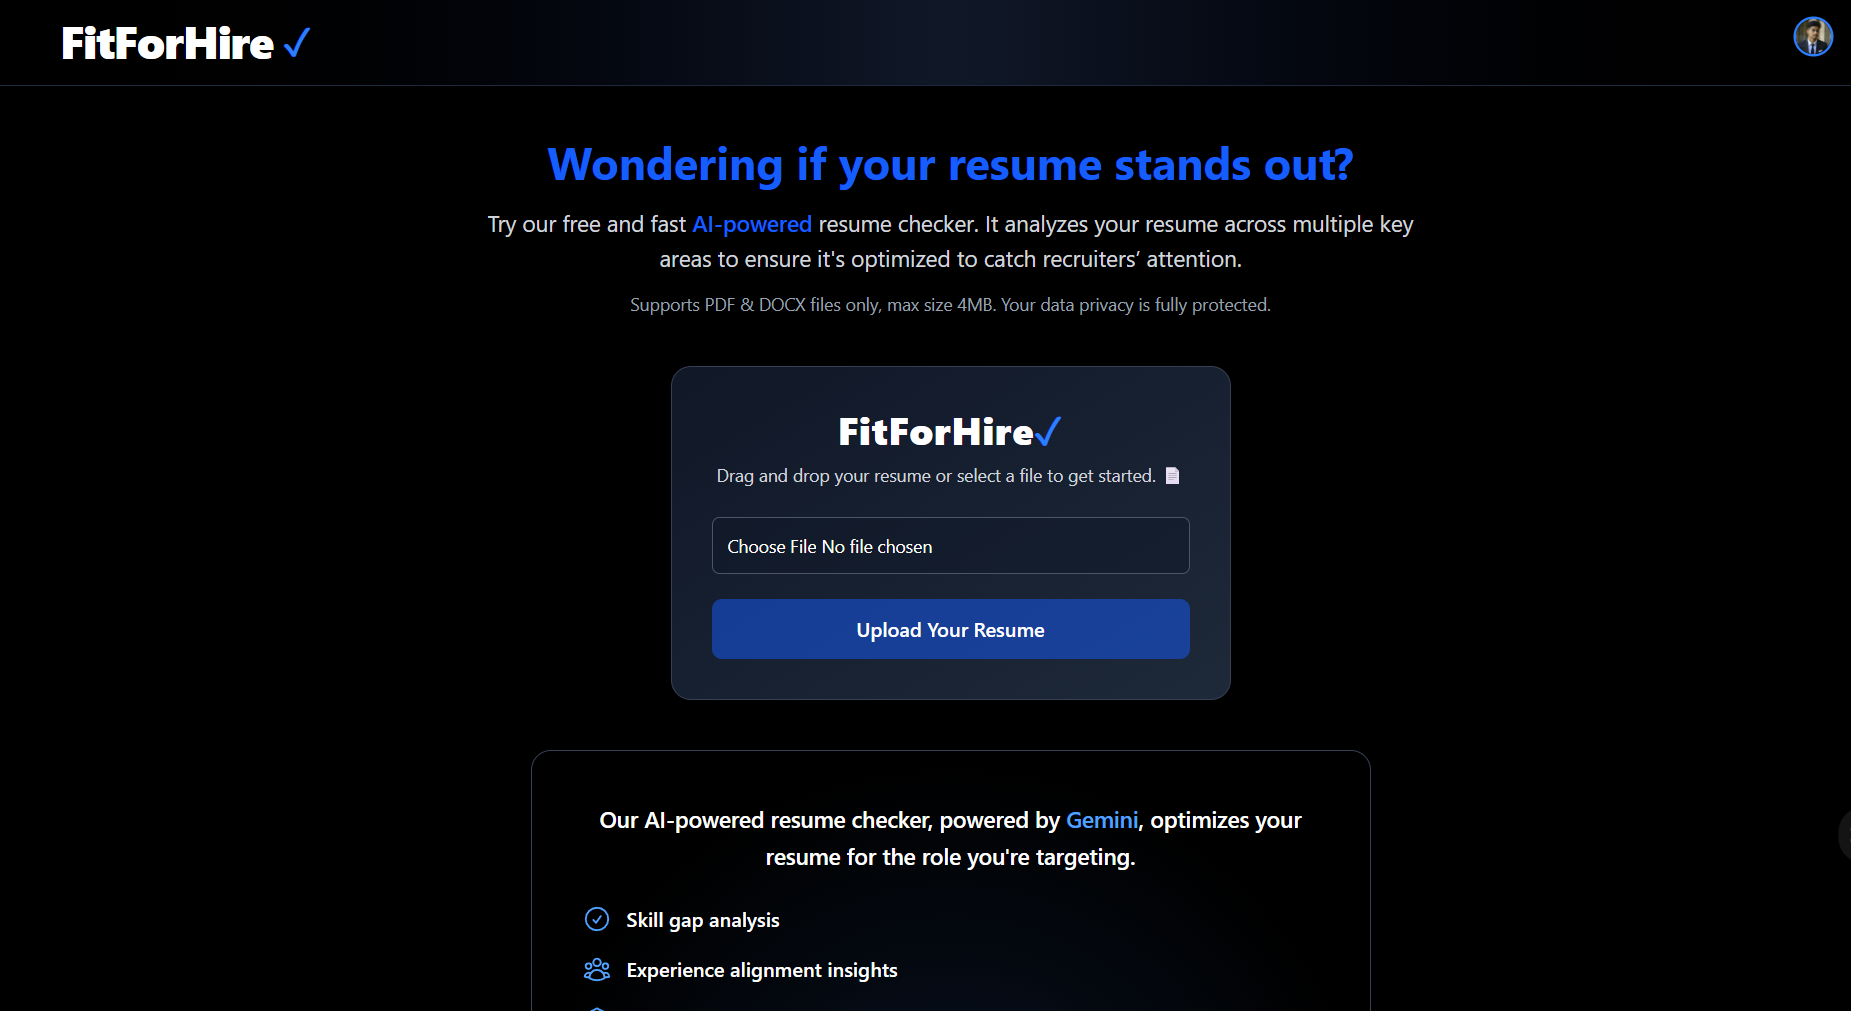 FitForHire ✓
Wondering if your resume stands out?
Try our free and fast AI-powered resume checker. It analyzes your resume across multiple key
areas to ensure it's optimized to catch recruiters’ attention.
Supports PDF & DOCX files only, max size 4MB. Your data privacy is fully protected.
FitForHire✓
Drag and drop your resume or select a file to get started.
Choose File No file chosen
Upload Your Resume
Our AI-powered resume checker, powered by Gemini, optimizes your
resume for the role you're targeting.
Skill gap analysis
Experience alignment insights